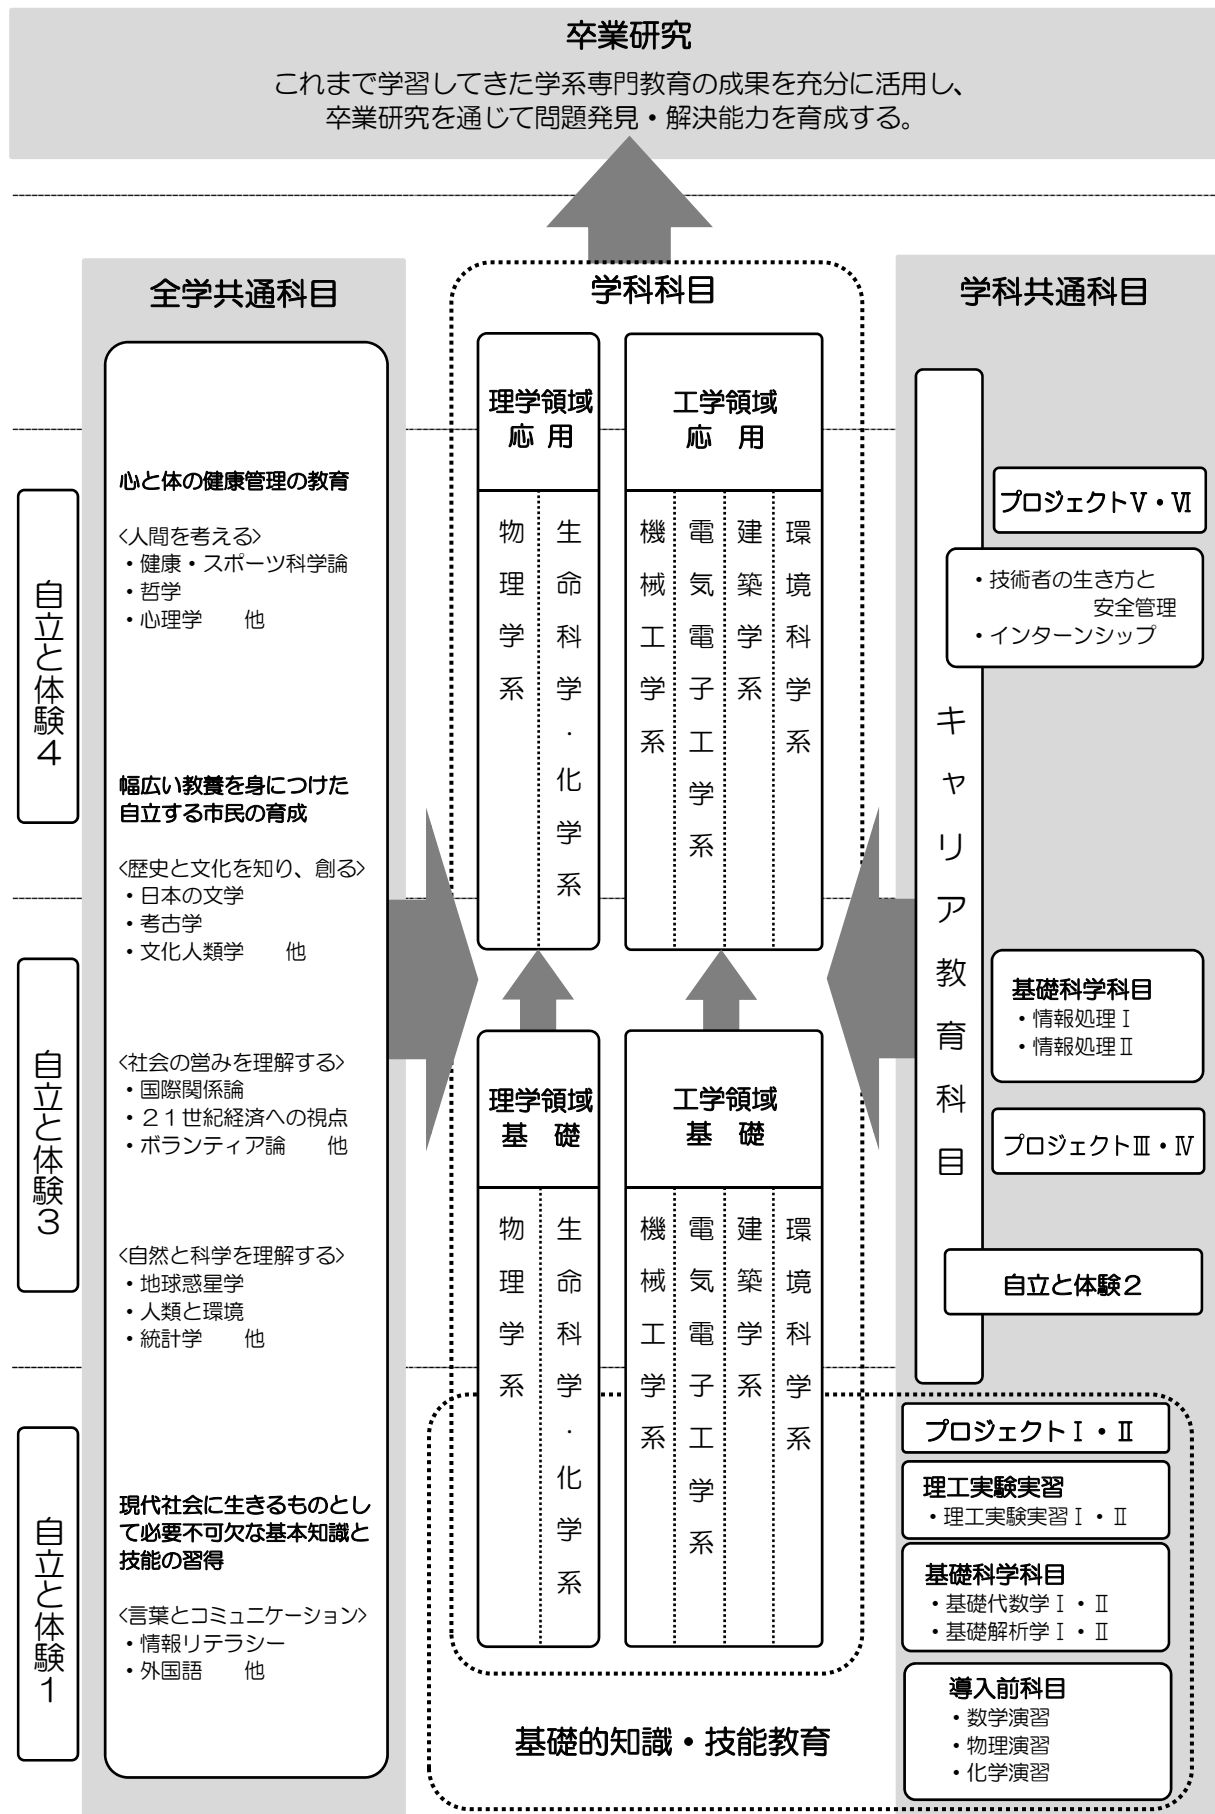 卒業研究
これまで学習してきた学系専門教育の成果を充分に活用し、
卒業研究を通じて問題発見・解決能力を育成する。
全学共通科目
心と体の健康管理の教育
〈人間を考える〉
・健康・スポーツ科学論
・哲学
・心理学　　他
幅広い教養を身につけた
自立する市民の育成
〈歴史と文化を知り、創る〉
・日本の文学
・考古学
・文化人類学　　他
〈社会の営みを理解する〉
・国際関係論
・２１世紀経済への視点
・ボランティア論　　他
〈自然と科学を理解する〉
・地球惑星学
・人類と環境
・統計学　　他
現代社会に生きるものとし
て必要不可欠な基本知識と
技能の習得
〈言葉とコミュニケーション〉
・情報リテラシー
・外国語　　他
自立と体験４
自立と体験３
自立と体験１
学科科目
理学領域
応 用
物理学系
生命科学・化学系
工学領域
応　用
機械工学系
電気電子工学系
建築学系
環境科学系
理学領域
基　礎
物理学系
生命科学・化学系
工学領域
基　礎
機械工学系
電気電子工学系
建築学系
環境科学系
基礎的知識・技能教育
学科共通科目
キャリア教育科目
プロジェクトⅤ・Ⅵ
・技術者の生き方と
安全管理
・インターンシップ
基礎科学科目
・情報処理Ⅰ
・情報処理Ⅱ
プロジェクトⅢ・Ⅳ
自立と体験２
プロジェクトⅠ・Ⅱ
理工実験実習
・理工実験実習Ⅰ・Ⅱ
基礎科学科目
・基礎代数学Ⅰ・Ⅱ
・基礎解析学Ⅰ・Ⅱ
導入前科目
・数学演習
・物理演習
・化学演習